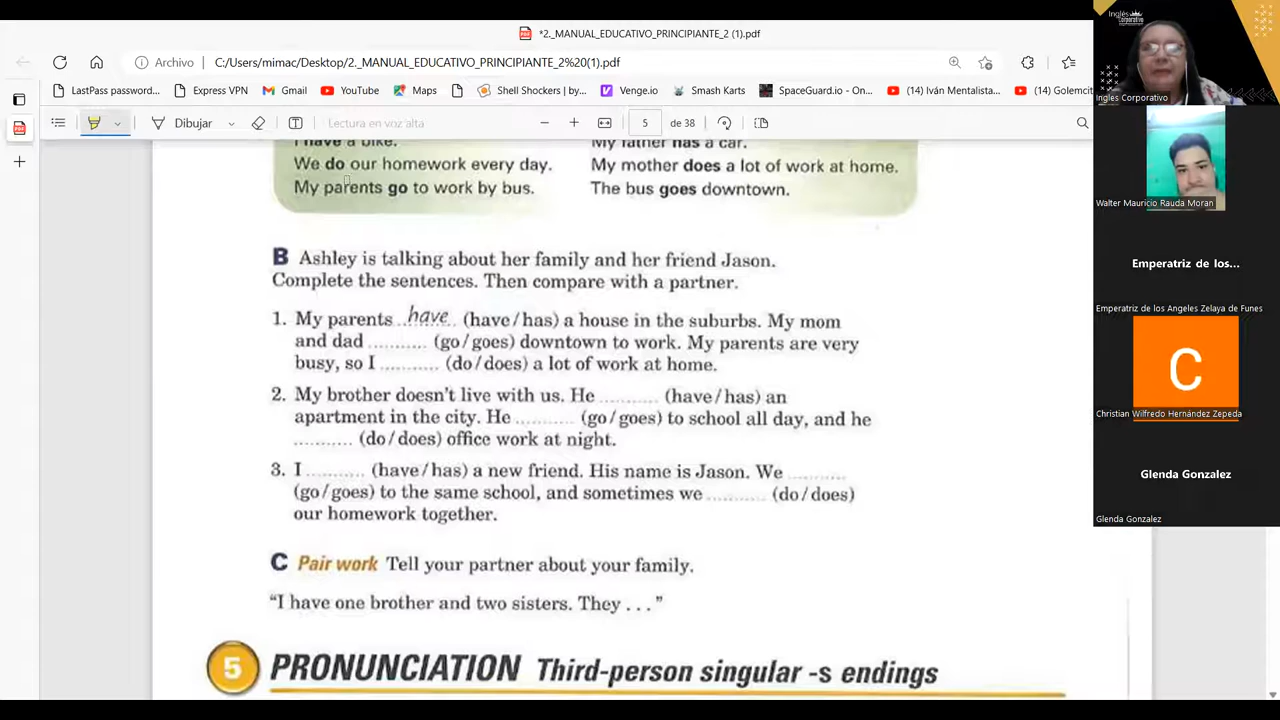 *2._MANUAL_EDUCATIVO_PRINCIPIANTE_2 (1).pdf
Archivo C:/Users/mimac/Desktop/2._MANUAL_EDUCATIVO_PRINCIPIANTE_2%20(1).pdf
LastPass password... Express VPN Gmail YouTube Maps Shell Shockers | by... Venge.io Smash Karts SpaceGuard.io - On... (14) Iván Mentalista... (14) Golemcit
Dibujar Lectura en voz alta 5 de 38
I have a bike. My father has a car.
We do our homework every day. My mother does a lot of work at home.
My parents go to work by bus. The bus goes downtown.
B Ashley is talking about her family and her friend Jason.
Complete the sentences. Then compare with a partner.
1. My parents have (have/has) a house in the suburbs. My mom
and dad ........... (go/goes) downtown to work. My parents are very
busy, so I ........... (do/does) a lot of work at home.
2. My brother doesn't live with us. He ........... (have/has) an
apartment in the city. He ........... (go/goes) to school all day, and he
........... (do/does) office work at night.
3. I ........... (have/has) a new friend. His name is Jason. We ...........
(go/goes) to the same school, and sometimes we ........... (do/does)
our homework together.
C Pair work Tell your partner about your family.
"I have one brother and two sisters. They . . . "
5 PRONUNCIATION Third-person singular -s endings
Inglés
Corporativo
Ingles Corporativo
Walter Mauricio Rauda Moran
Emperatriz de los...
Emperatriz de los Angeles Zelaya de Funes
C
Christian Wilfredo Hernández Zepeda
Glenda Gonzalez
Glenda Gonzalez